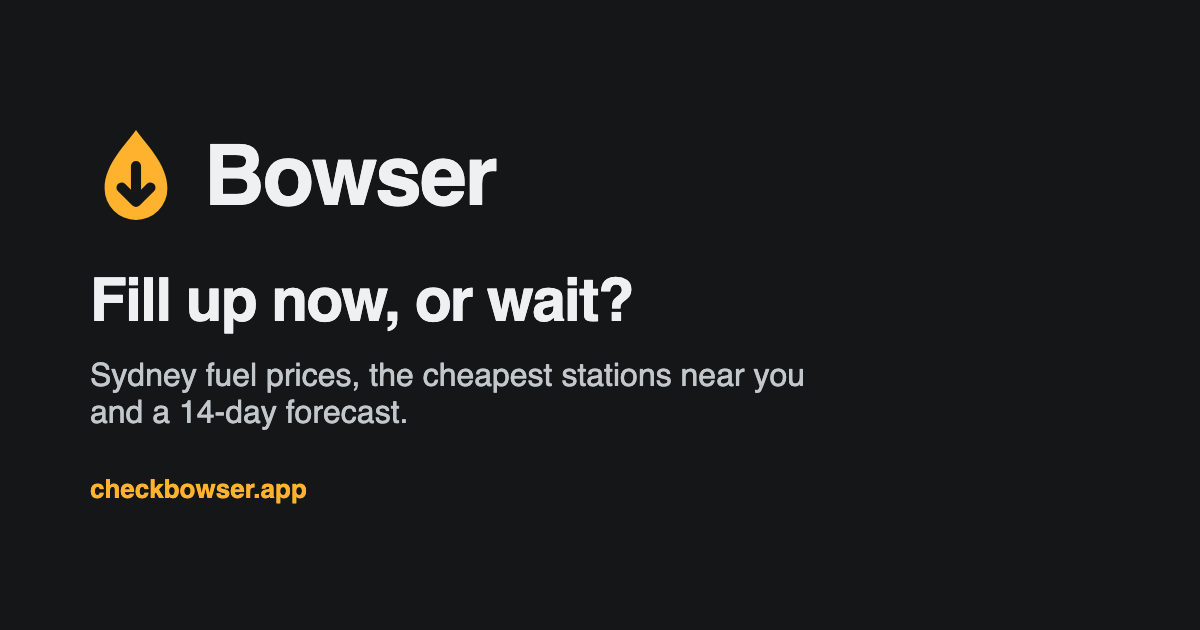 Bowser
Fill up now, or wait?
Sydney fuel prices, the cheapest stations near you
and a 14-day forecast.
checkbowser.app